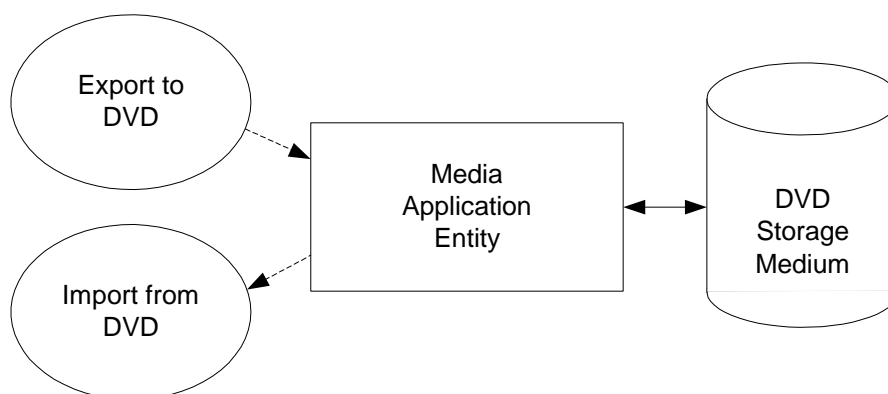 Export to
DVD
Media
Application
Entity
DVD
Storage
Medium
Import from
DVD